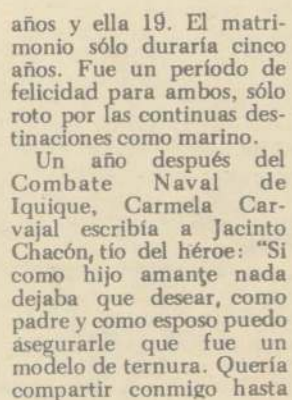 años y ella 19. El matri-
monio sólo duraría cinco
años. Fue un período de
felicidad para ambos, sólo
roto por las continuas des-
tinaciones como marino.
Un año después del
Combate Naval de
Iquique, Carmela Car-
vajal escribía a Jacinto
Chacón, tío del héroe: “Si
como hijo amante nada
dejaba que desear, como
padre y como esposo puedo
asegurarle que fue un
modelo de ternura. Quería
compartir conmigo hasta